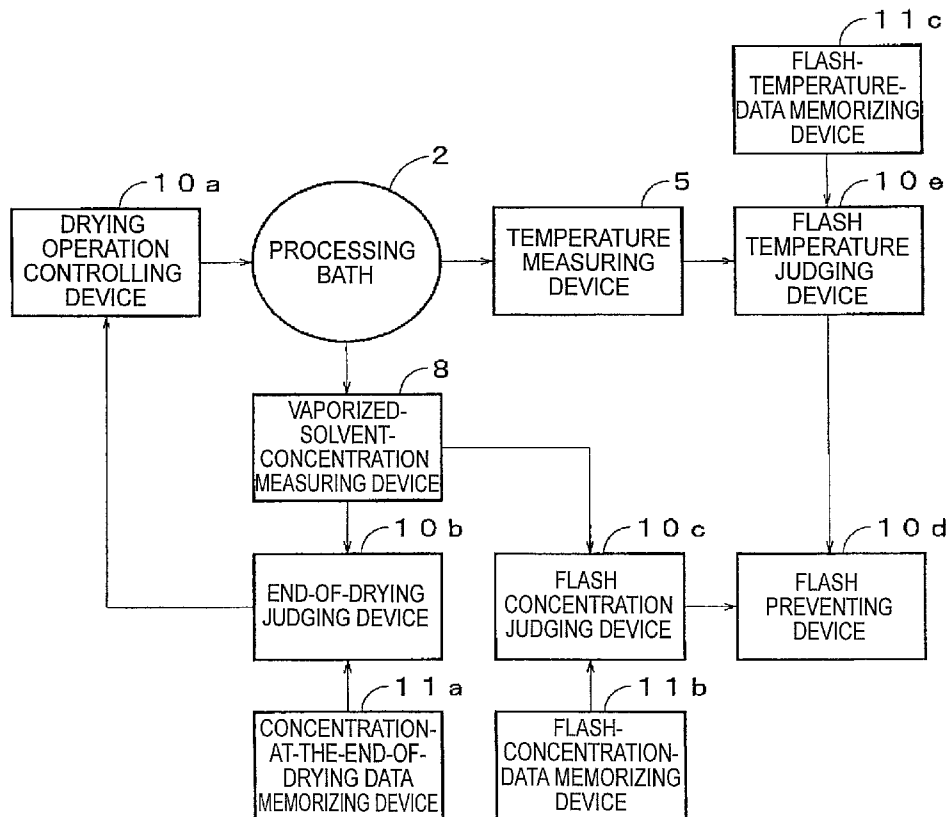 11c
FLASH-
TEMPERATURE-
DATA MEMORIZING
DEVICE
10a
DRYING
OPERATION
CONTROLLING
DEVICE
2
PROCESSING
BATH
5
TEMPERATURE
MEASURING
DEVICE
10e
FLASH
TEMPERATURE
JUDGING
DEVICE
8
VAPORIZED-
SOLVENT-
CONCENTRATION
MEASURING DEVICE
10b
END-OF-DRYING
JUDGING DEVICE
10c
FLASH
CONCENTRATION
JUDGING DEVICE
10d
FLASH
PREVENTING
DEVICE
11a
CONCENTRATION-
AT-THE-END-OF-
DRYING DATA
MEMORIZING DEVICE
11b
FLASH-
CONCENTRATION-
DATA MEMORIZING
DEVICE